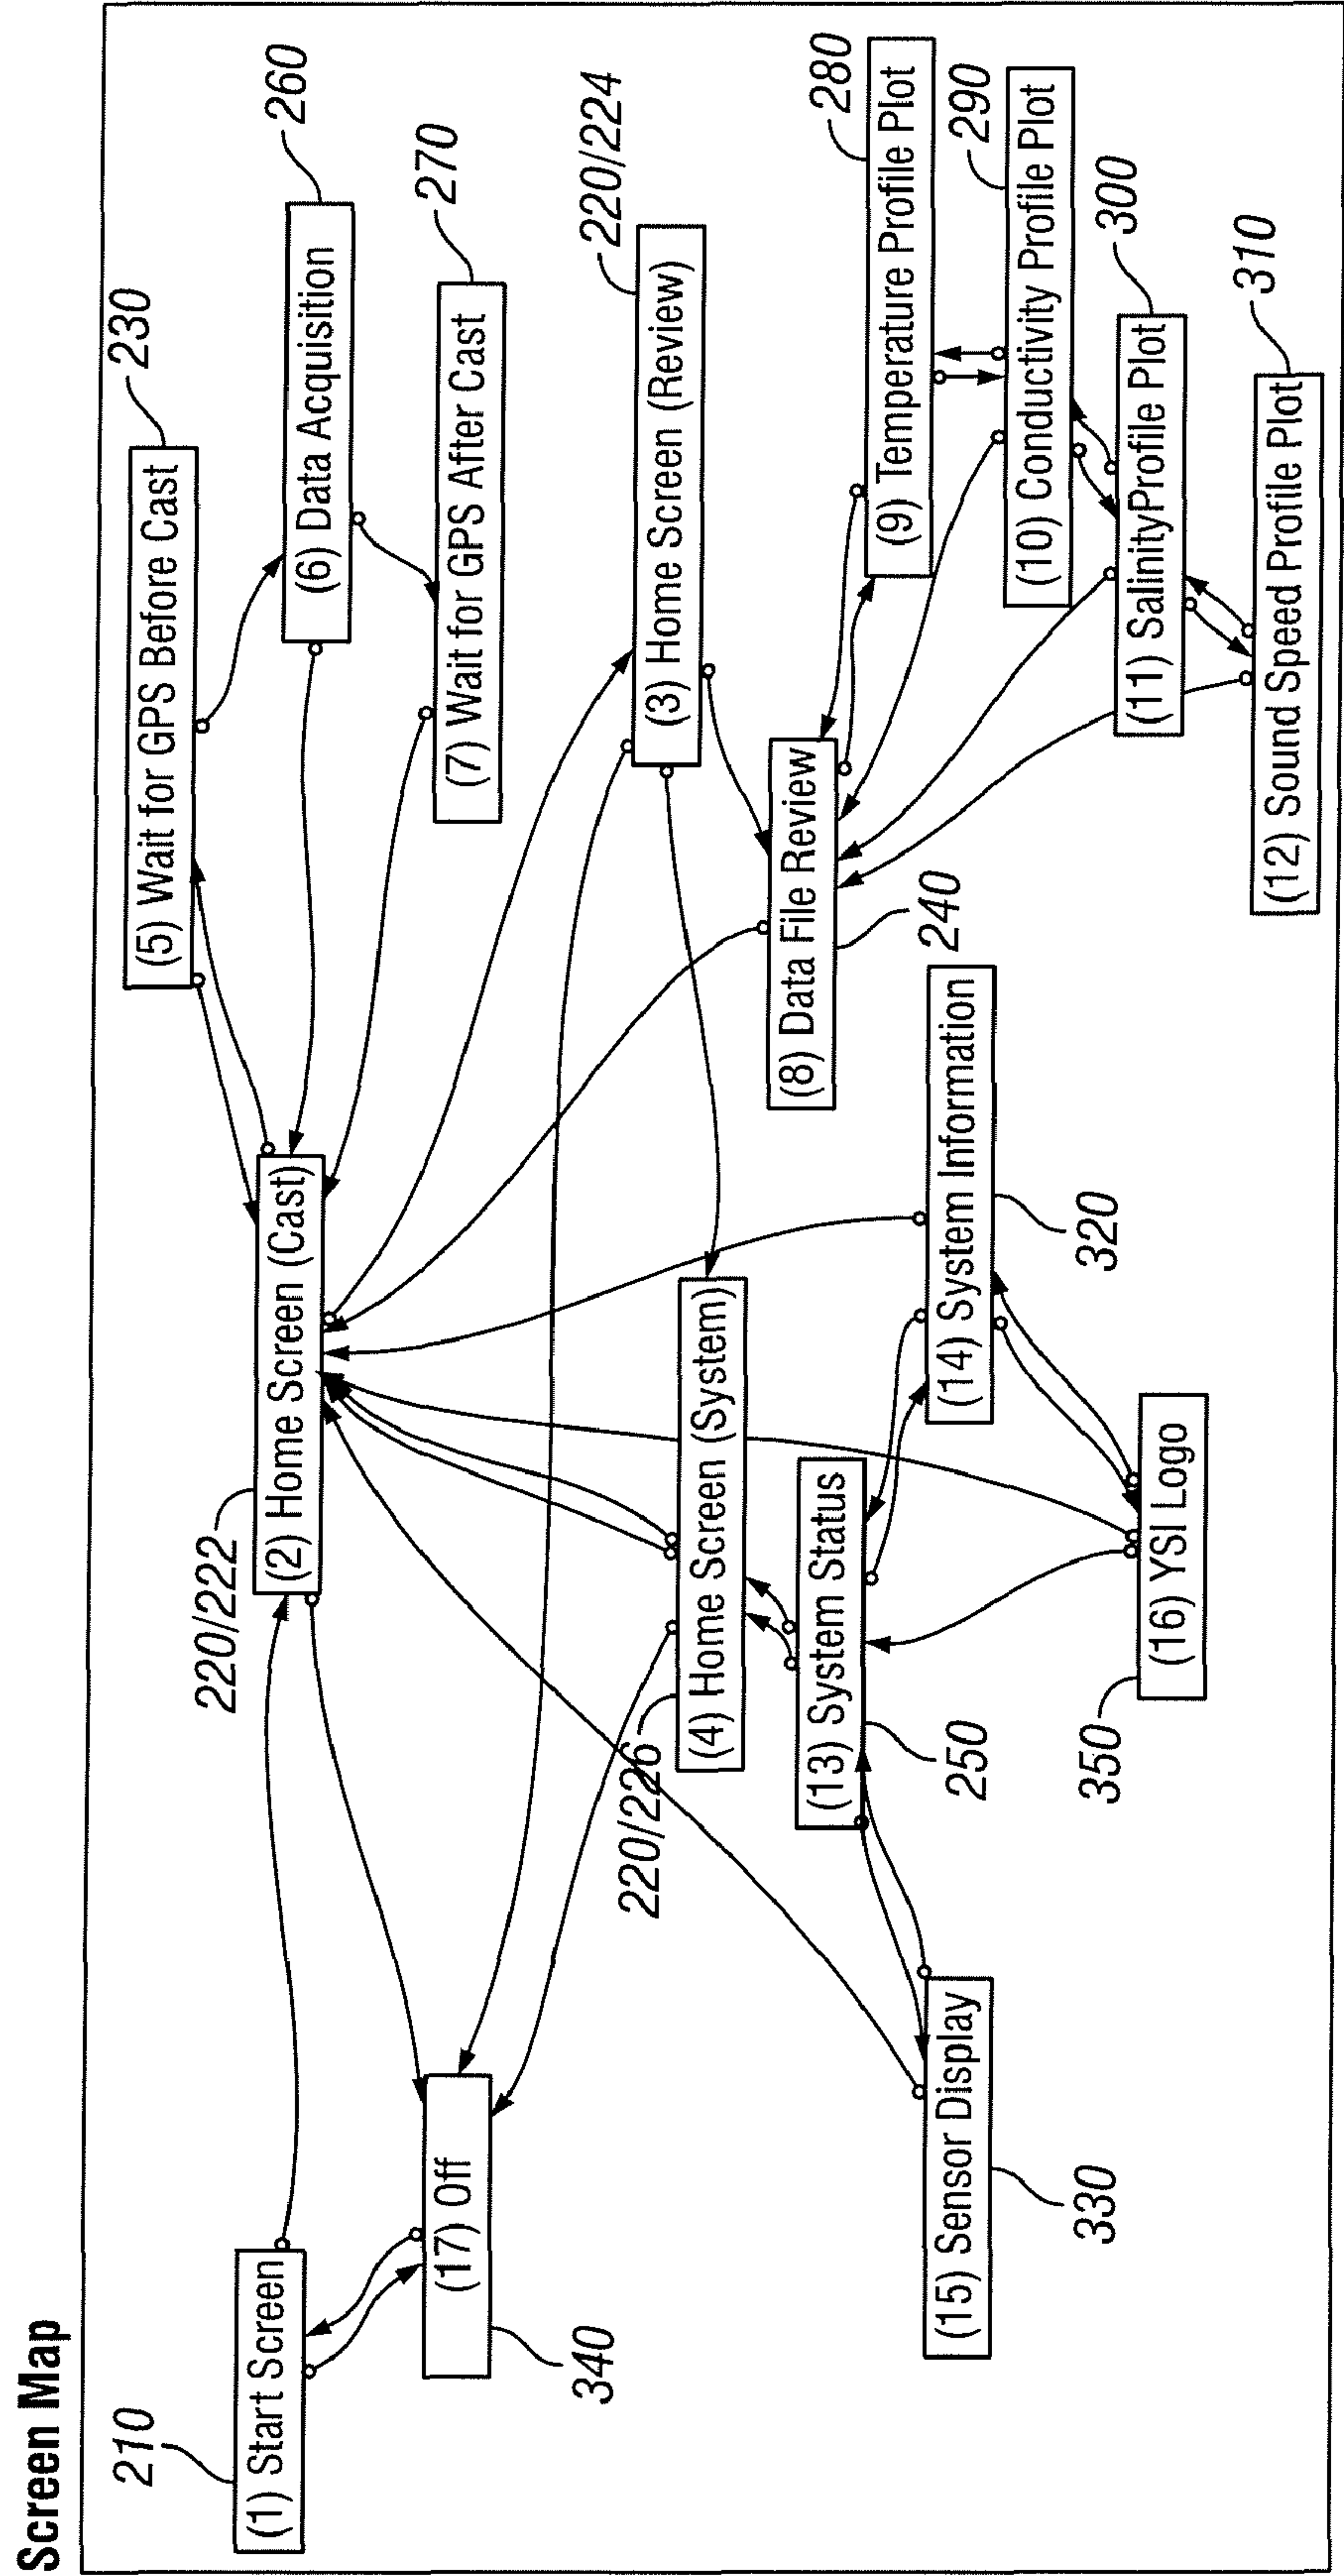 Screen Map
210
(1) Start Screen
220/222
(2) Home Screen (Cast)
230
(5) Wait for GPS Before Cast
260
(6) Data Acquisition
270
(7) Wait for GPS After Cast
(17) Off
340
220/224
(3) Home Screen (Review)
220/226
(4) Home Screen (System)
(8) Data File Review
240
280
(9) Temperature Profile Plot
290
(10) Conductivity Profile Plot
300
(11) SalinityProfile Plot
310
(12) Sound Speed Profile Plot
(13) System Status
250
(14) System Information
320
(15) Sensor Display
330
350
(16) YSI Logo